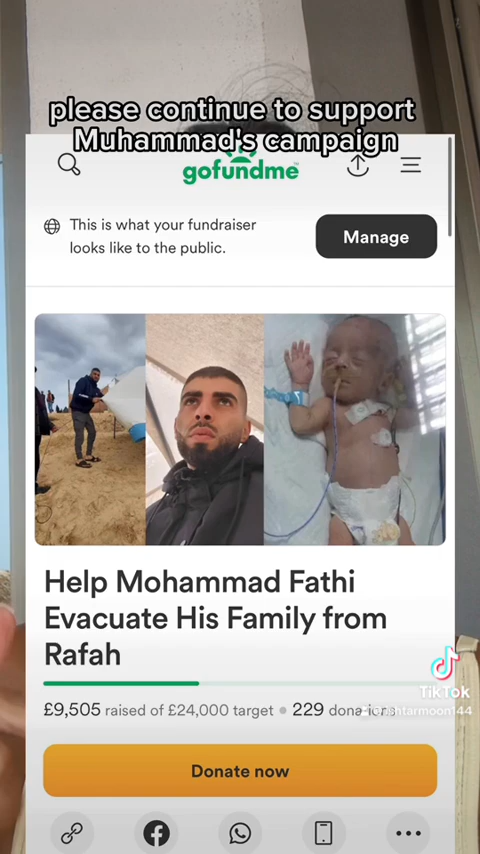 please continue to support
Muhammad's campaign
gofundme
This is what your fundraiser
looks like to the public.
Manage
Help Mohammad Fathi
Evacuate His Family from
Rafah
£9,505 raised of £24,000 target • 229 donations
TikTok
Donate now